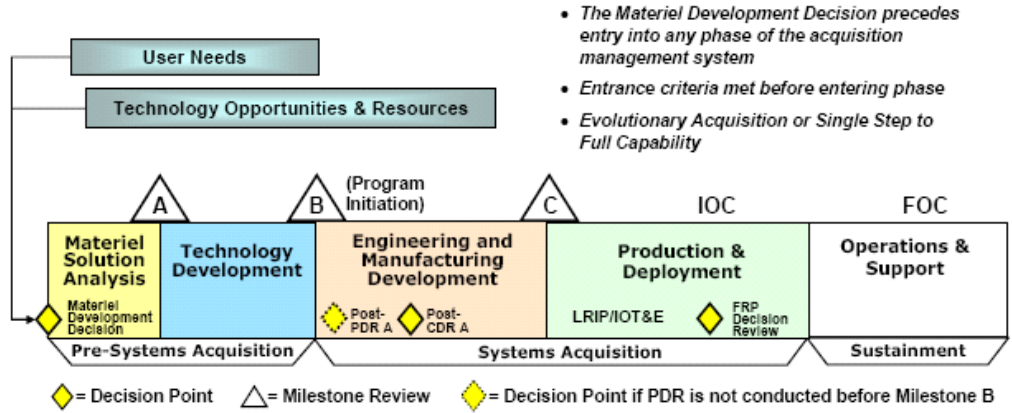 • The Materiel Development Decision precedes
entry into any phase of the acquisition
management system
• Entrance criteria met before entering phase
• Evolutionary Acquisition or Single Step to
Full Capability
User Needs
Technology Opportunities & Resources
A
B
(Program
Initiation)
C
IOC
FOC
Materiel
Solution
Analysis
Materiel
Development
Decision
Technology
Development
Engineering and
Manufacturing
Development
Post-
PDR A
Post-
CDR A
Production &
Deployment
LRIP/IOT&E
FRP
Decision
Review
Operations &
Support
Pre-Systems Acquisition
Systems Acquisition
Sustainment
= Decision Point
= Milestone Review
= Decision Point if PDR is not conducted before Milestone B